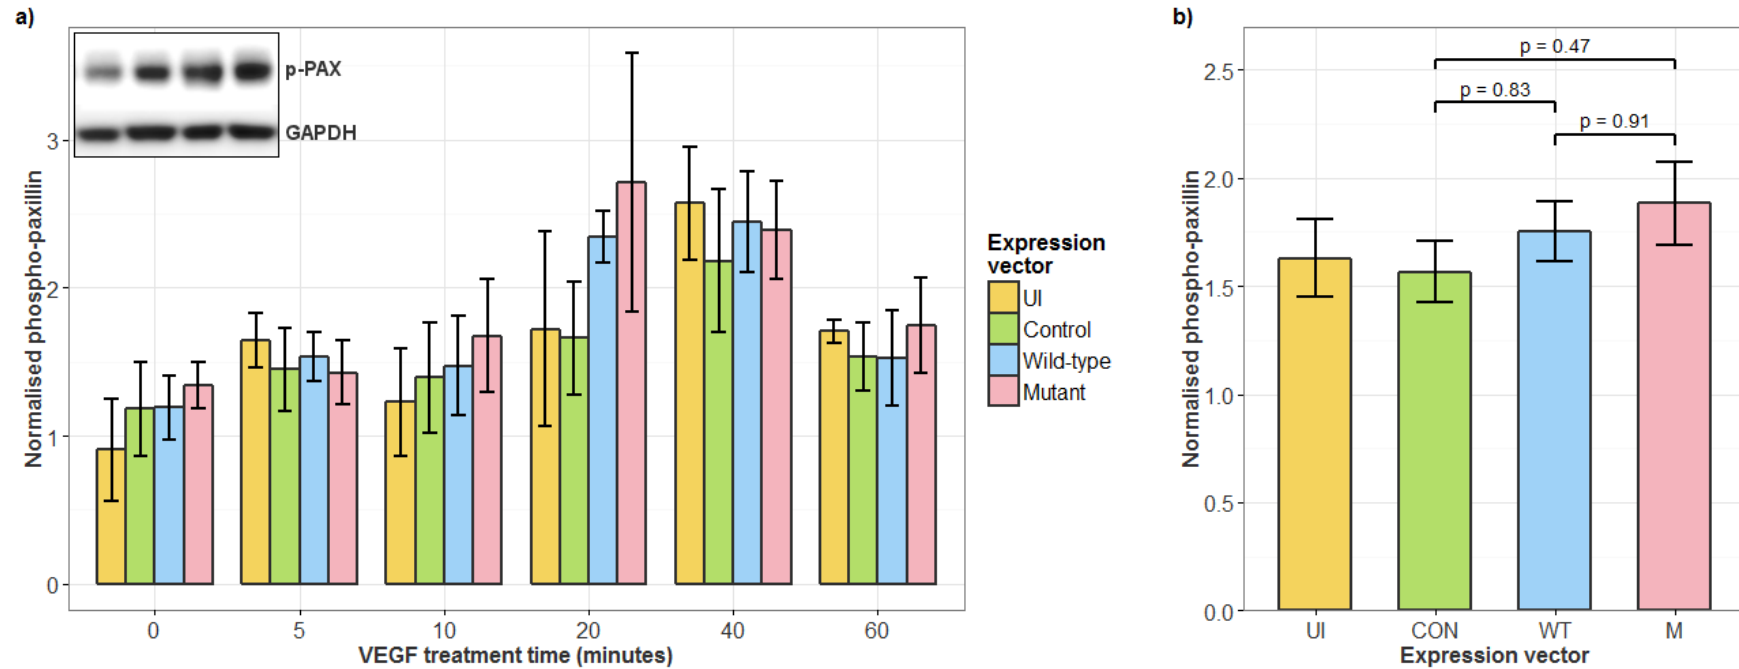 a)
p-PAX
GAPDH
Normalised phospho-paxillin
3
2
1
0
0 5 10 20 40 60
VEGF treatment time (minutes)
Expression
vector
UI
Control
Wild-type
Mutant
b)
p = 0.47
p = 0.83
p = 0.91
Normalised phospho-paxillin
2.5
2.0
1.5
1.0
0.5
0.0
UI CON WT M
Expression vector